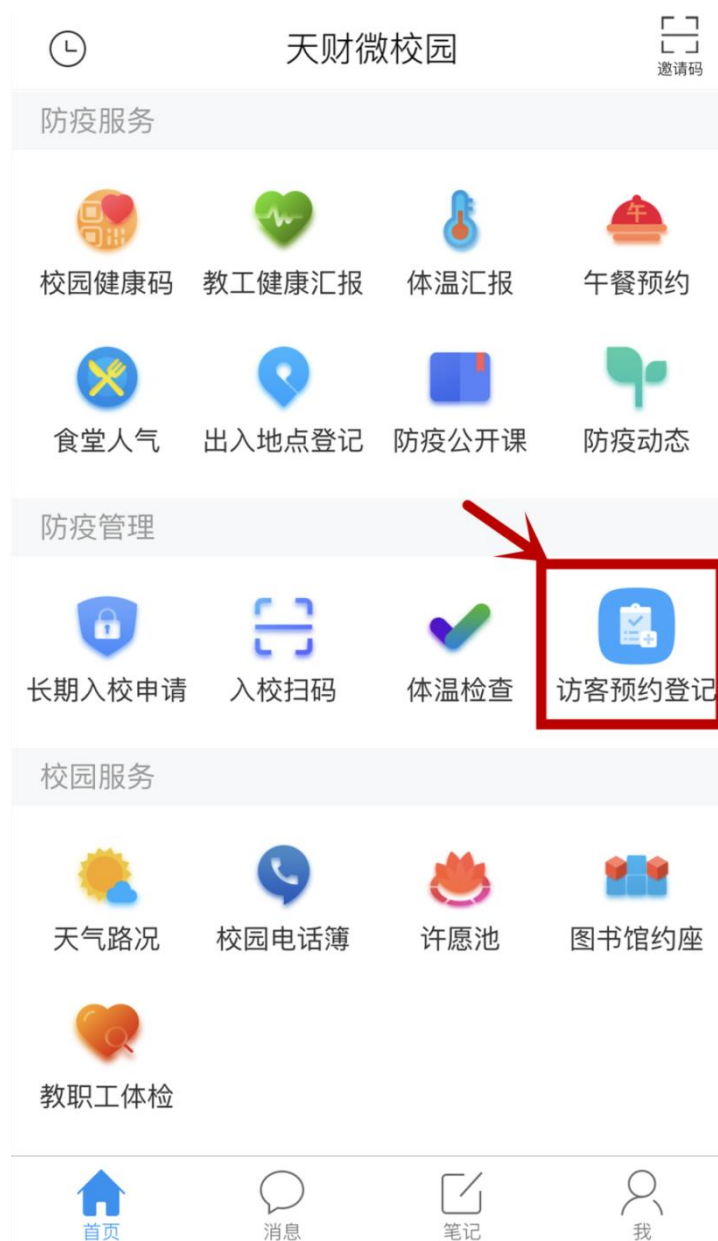 天财微校园
邀请码
防疫服务
校园健康码 教工健康汇报 体温汇报 午餐预约
食堂人气 出入地点登记 防疫公开课 防疫动态
防疫管理
长期入校申请 入校扫码 体温检查 访客预约登记
校园服务
天气路况 校园电话簿 许愿池 图书馆约座
教职工体检
首页 消息 笔记 我
午